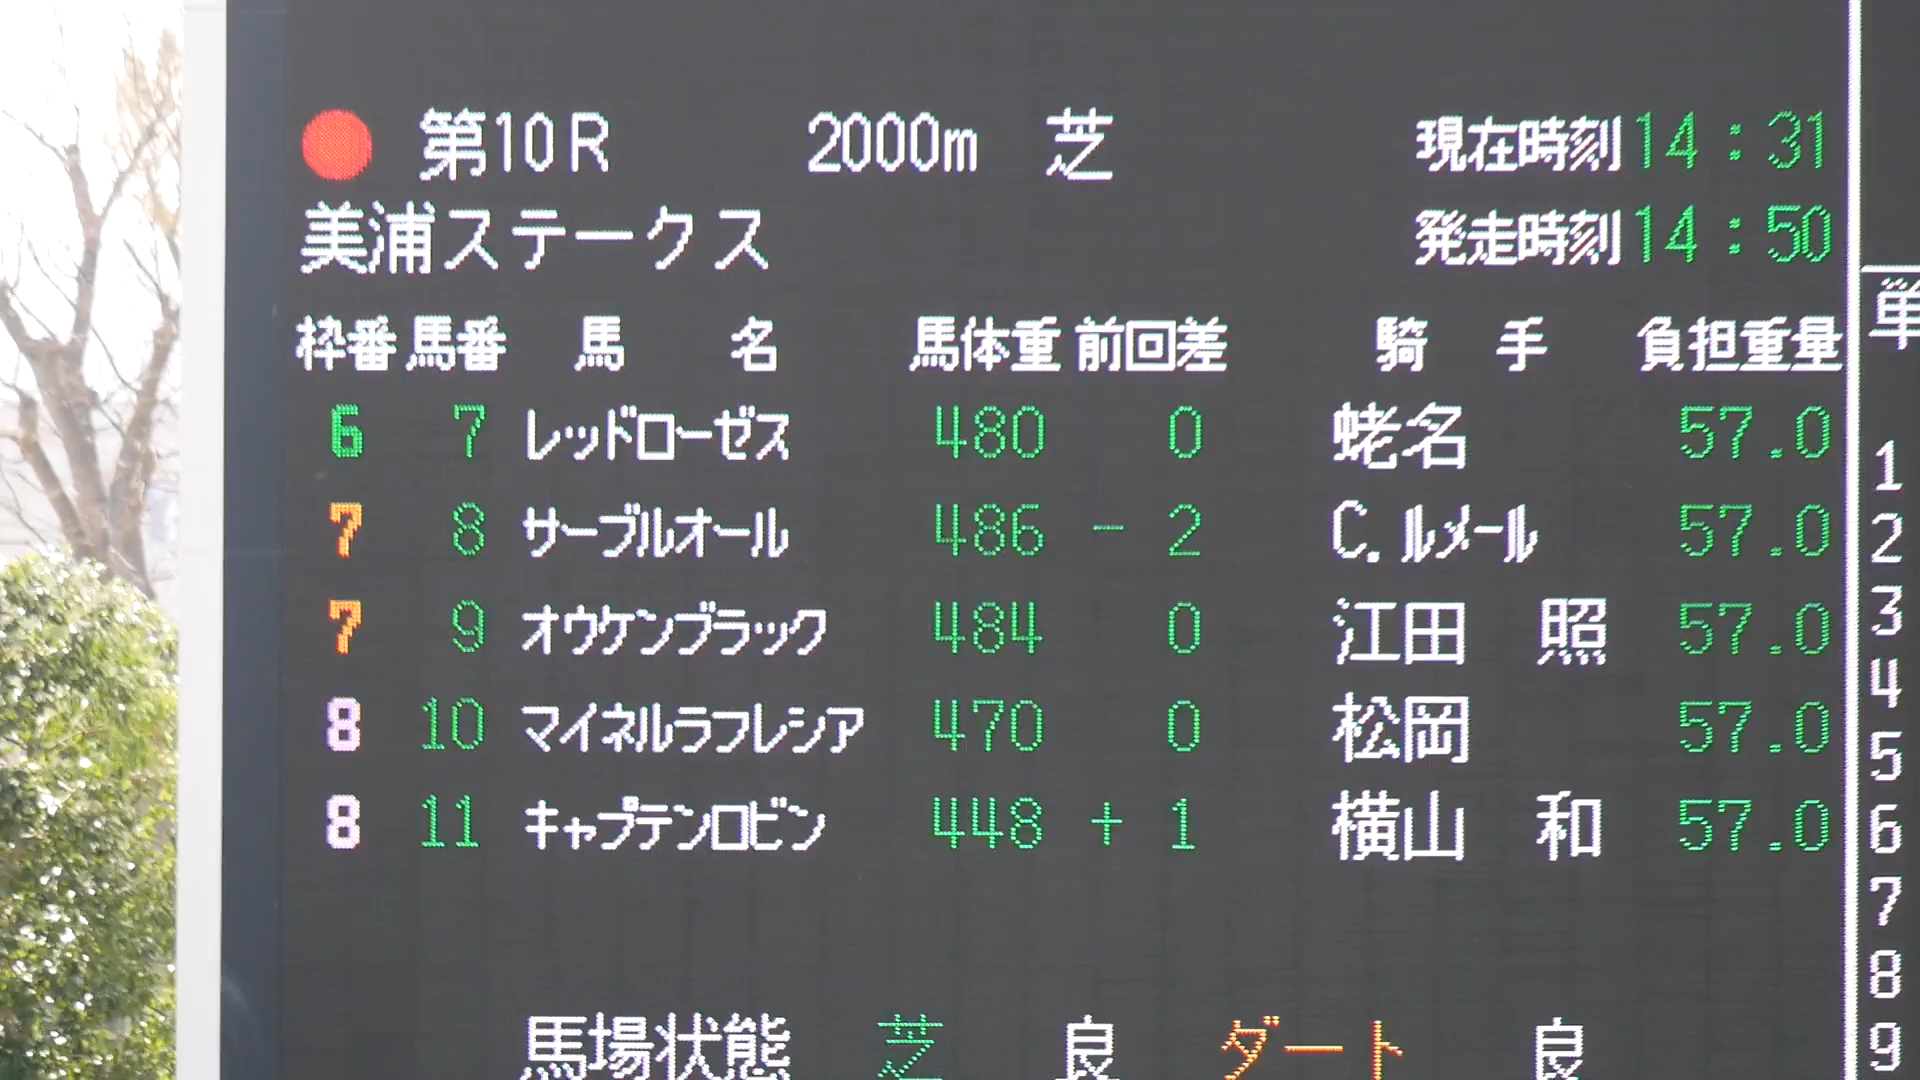 第10R 2000m 芝 現在時刻 14:31
美浦ステークス 発走時刻 14:50
枠番 馬番 馬名 馬体重 前回差 騎手 負担重量
6 7 レッドローゼス 480 0 蛯名 57.0
7 8 サーブルオール 486 - 2 C.ルメール 57.0
7 9 オウケンブラック 484 0 江田 照 57.0
8 10 マイネルラフレシア 470 0 松岡 57.0
8 11 キャプテンロビン 448 + 1 横山 和 57.0
馬場状態 芝 良 ダート 良
単
1
2
3
4
5
6
7
8
9